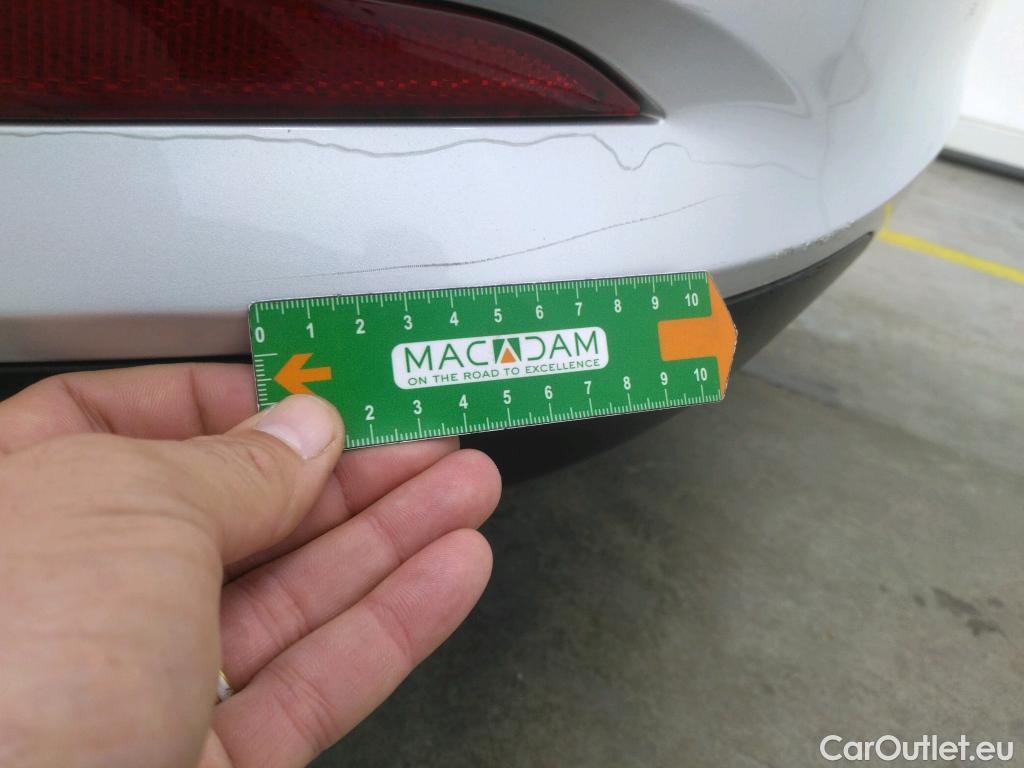 0 1 2 3 4 5 6 7 8 9 10
MACADAM
ON THE ROAD TO EXCELLENCE
2 3 4 5 6 7 8 9 10
CarOutlet.eu